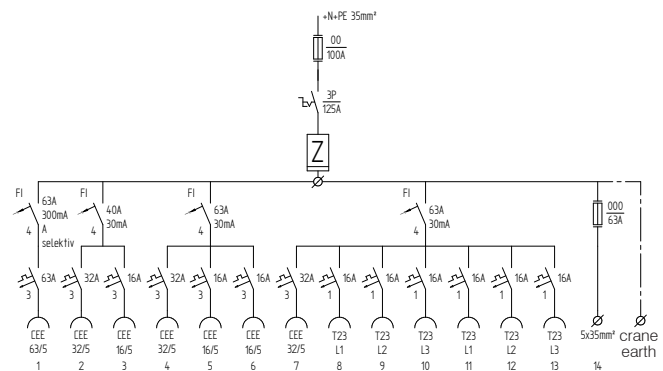 +N+PE 35mm²
00
100A
3P
125A
Z
FI
63A
300mA
A
selektiv
4
FI
40A
30mA
4
FI
63A
30mA
4
FI
63A
30mA
4
000
63A
63A
3
32A
3
16A
3
32A
3
16A
3
16A
3
32A
3
16A
1
16A
1
16A
1
16A
1
16A
1
16A
1
CEE CEE CEE CEE CEE CEE CEE T23 T23 T23 T23 T23 T23 5x35mm² crane
63/5 32/5 16/5 32/5 16/5 16/5 32/5 L1 L2 L3 L1 L2 L3 earth
1 2 3 4 5 6 7 8 9 10 11 12 13 14